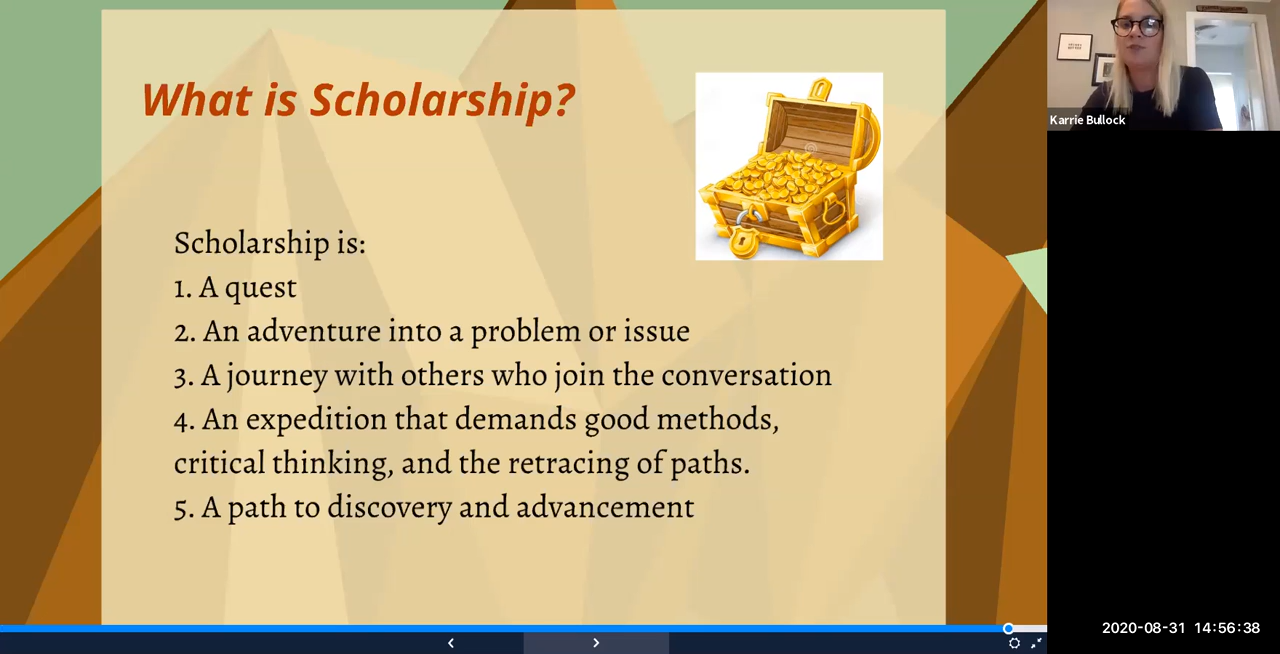 What is Scholarship?
Scholarship is:
1. A quest
2. An adventure into a problem or issue
3. A journey with others who join the conversation
4. An expedition that demands good methods,
critical thinking, and the retracing of paths.
5. A path to discovery and advancement
Karrie Bullock
2020-08-31 14:56:38